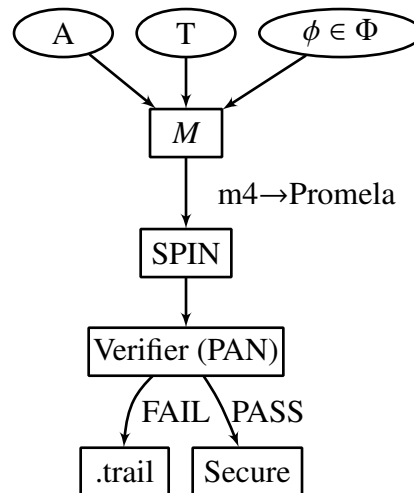 A T ϕ ∈ Φ
M
m4→Promela
SPIN
Verifier (PAN)
FAIL PASS
.trail Secure